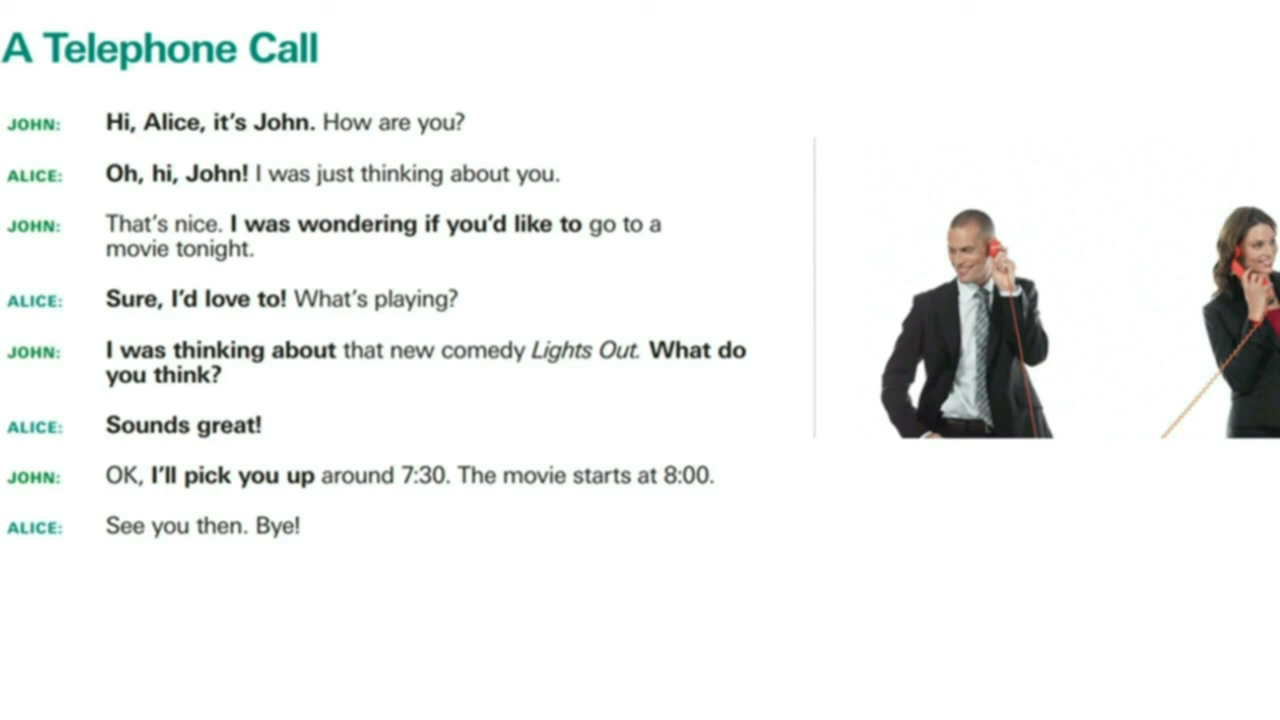 A Telephone Call
JOHN: Hi, Alice, it's John. How are you?
ALICE: Oh, hi, John! I was just thinking about you.
JOHN: That's nice. I was wondering if you'd like to go to a
movie tonight.
ALICE: Sure, I'd love to! What's playing?
JOHN: I was thinking about that new comedy Lights Out. What do
you think?
ALICE: Sounds great!
JOHN: OK, I'll pick you up around 7:30. The movie starts at 8:00.
ALICE: See you then. Bye!